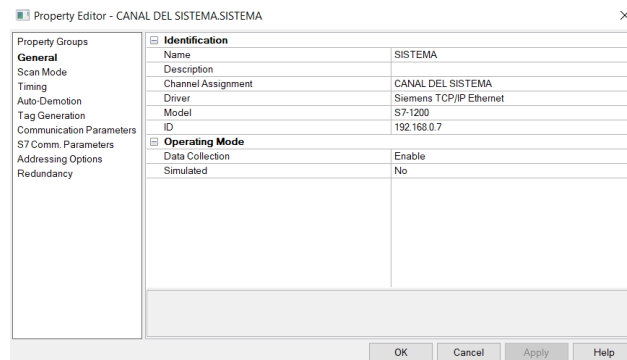 Property Editor - CANAL DEL SISTEMA.SISTEMA
Property Groups
General
Scan Mode
Timing
Auto-Demotion
Tag Generation
Communication Parameters
S7 Comm. Parameters
Addressing Options
Redundancy
Identification
Name SISTEMA
Description
Channel Assignment CANAL DEL SISTEMA
Driver Siemens TCP/IP Ethernet
Model S7-1200
ID 192.168.0.7
Operating Mode
Data Collection Enable
Simulated No
OK Cancel Apply Help